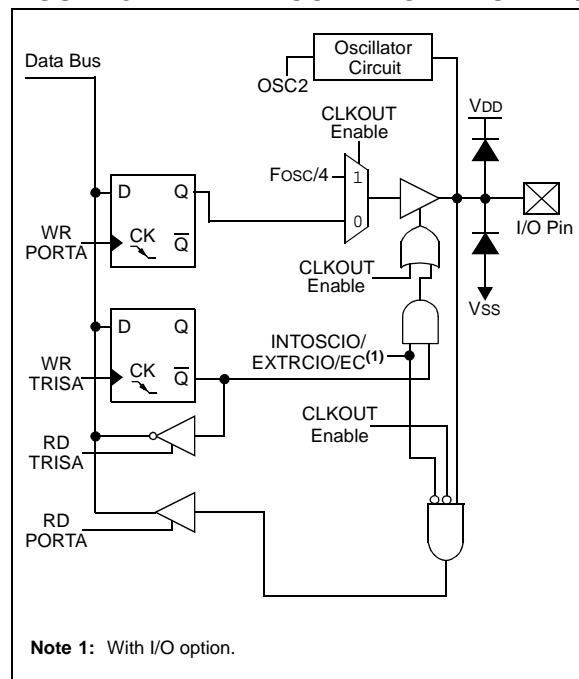 Oscillator
Circuit
Data Bus
OSC2
CLKOUT
Enable
VDD
FOSC/4
1
0
D
Q
CK
Q
WR
PORTA
I/O Pin
CLKOUT
Enable
VSS
D
Q
CK
Q
WR
TRISA
INTOSCIO/
EXTRCIO/EC(1)
CLKOUT
Enable
RD
TRISA
RD
PORTA
Note 1: With I/O option.